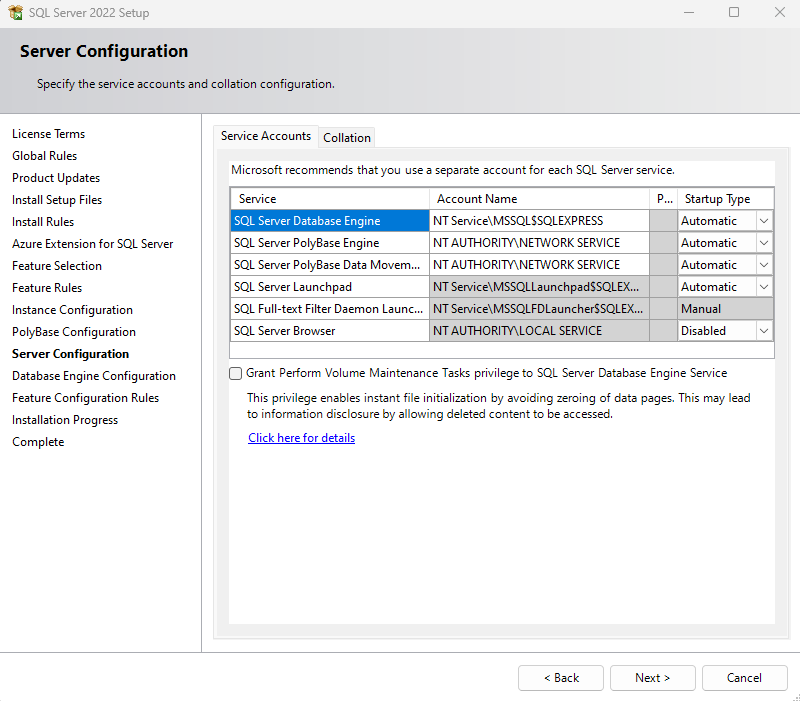 SQL Server 2022 Setup
Server Configuration
Specify the service accounts and collation configuration.
License Terms
Global Rules
Product Updates
Install Setup Files
Install Rules
Azure Extension for SQL Server
Feature Selection
Feature Rules
Instance Configuration
PolyBase Configuration
Server Configuration
Database Engine Configuration
Feature Configuration Rules
Installation Progress
Complete
Service Accounts Collation
Microsoft recommends that you use a separate account for each SQL Server service.
Service Account Name P... Startup Type
SQL Server Database Engine NT Service\MSSQL$SQLEXPRESS Automatic
SQL Server PolyBase Engine NT AUTHORITY\NETWORK SERVICE Automatic
SQL Server PolyBase Data Movem... NT AUTHORITY\NETWORK SERVICE Automatic
SQL Server Launchpad NT Service\MSSQLLaunchpad$SQLEX... Automatic
SQL Full-text Filter Daemon Launc... NT Service\MSSQLFDLauncher$SQLEX... Manual
SQL Server Browser NT AUTHORITY\LOCAL SERVICE Disabled
Grant Perform Volume Maintenance Tasks privilege to SQL Server Database Engine Service
This privilege enables instant file initialization by avoiding zeroing of data pages. This may lead
to information disclosure by allowing deleted content to be accessed.
Click here for details
< Back Next > Cancel